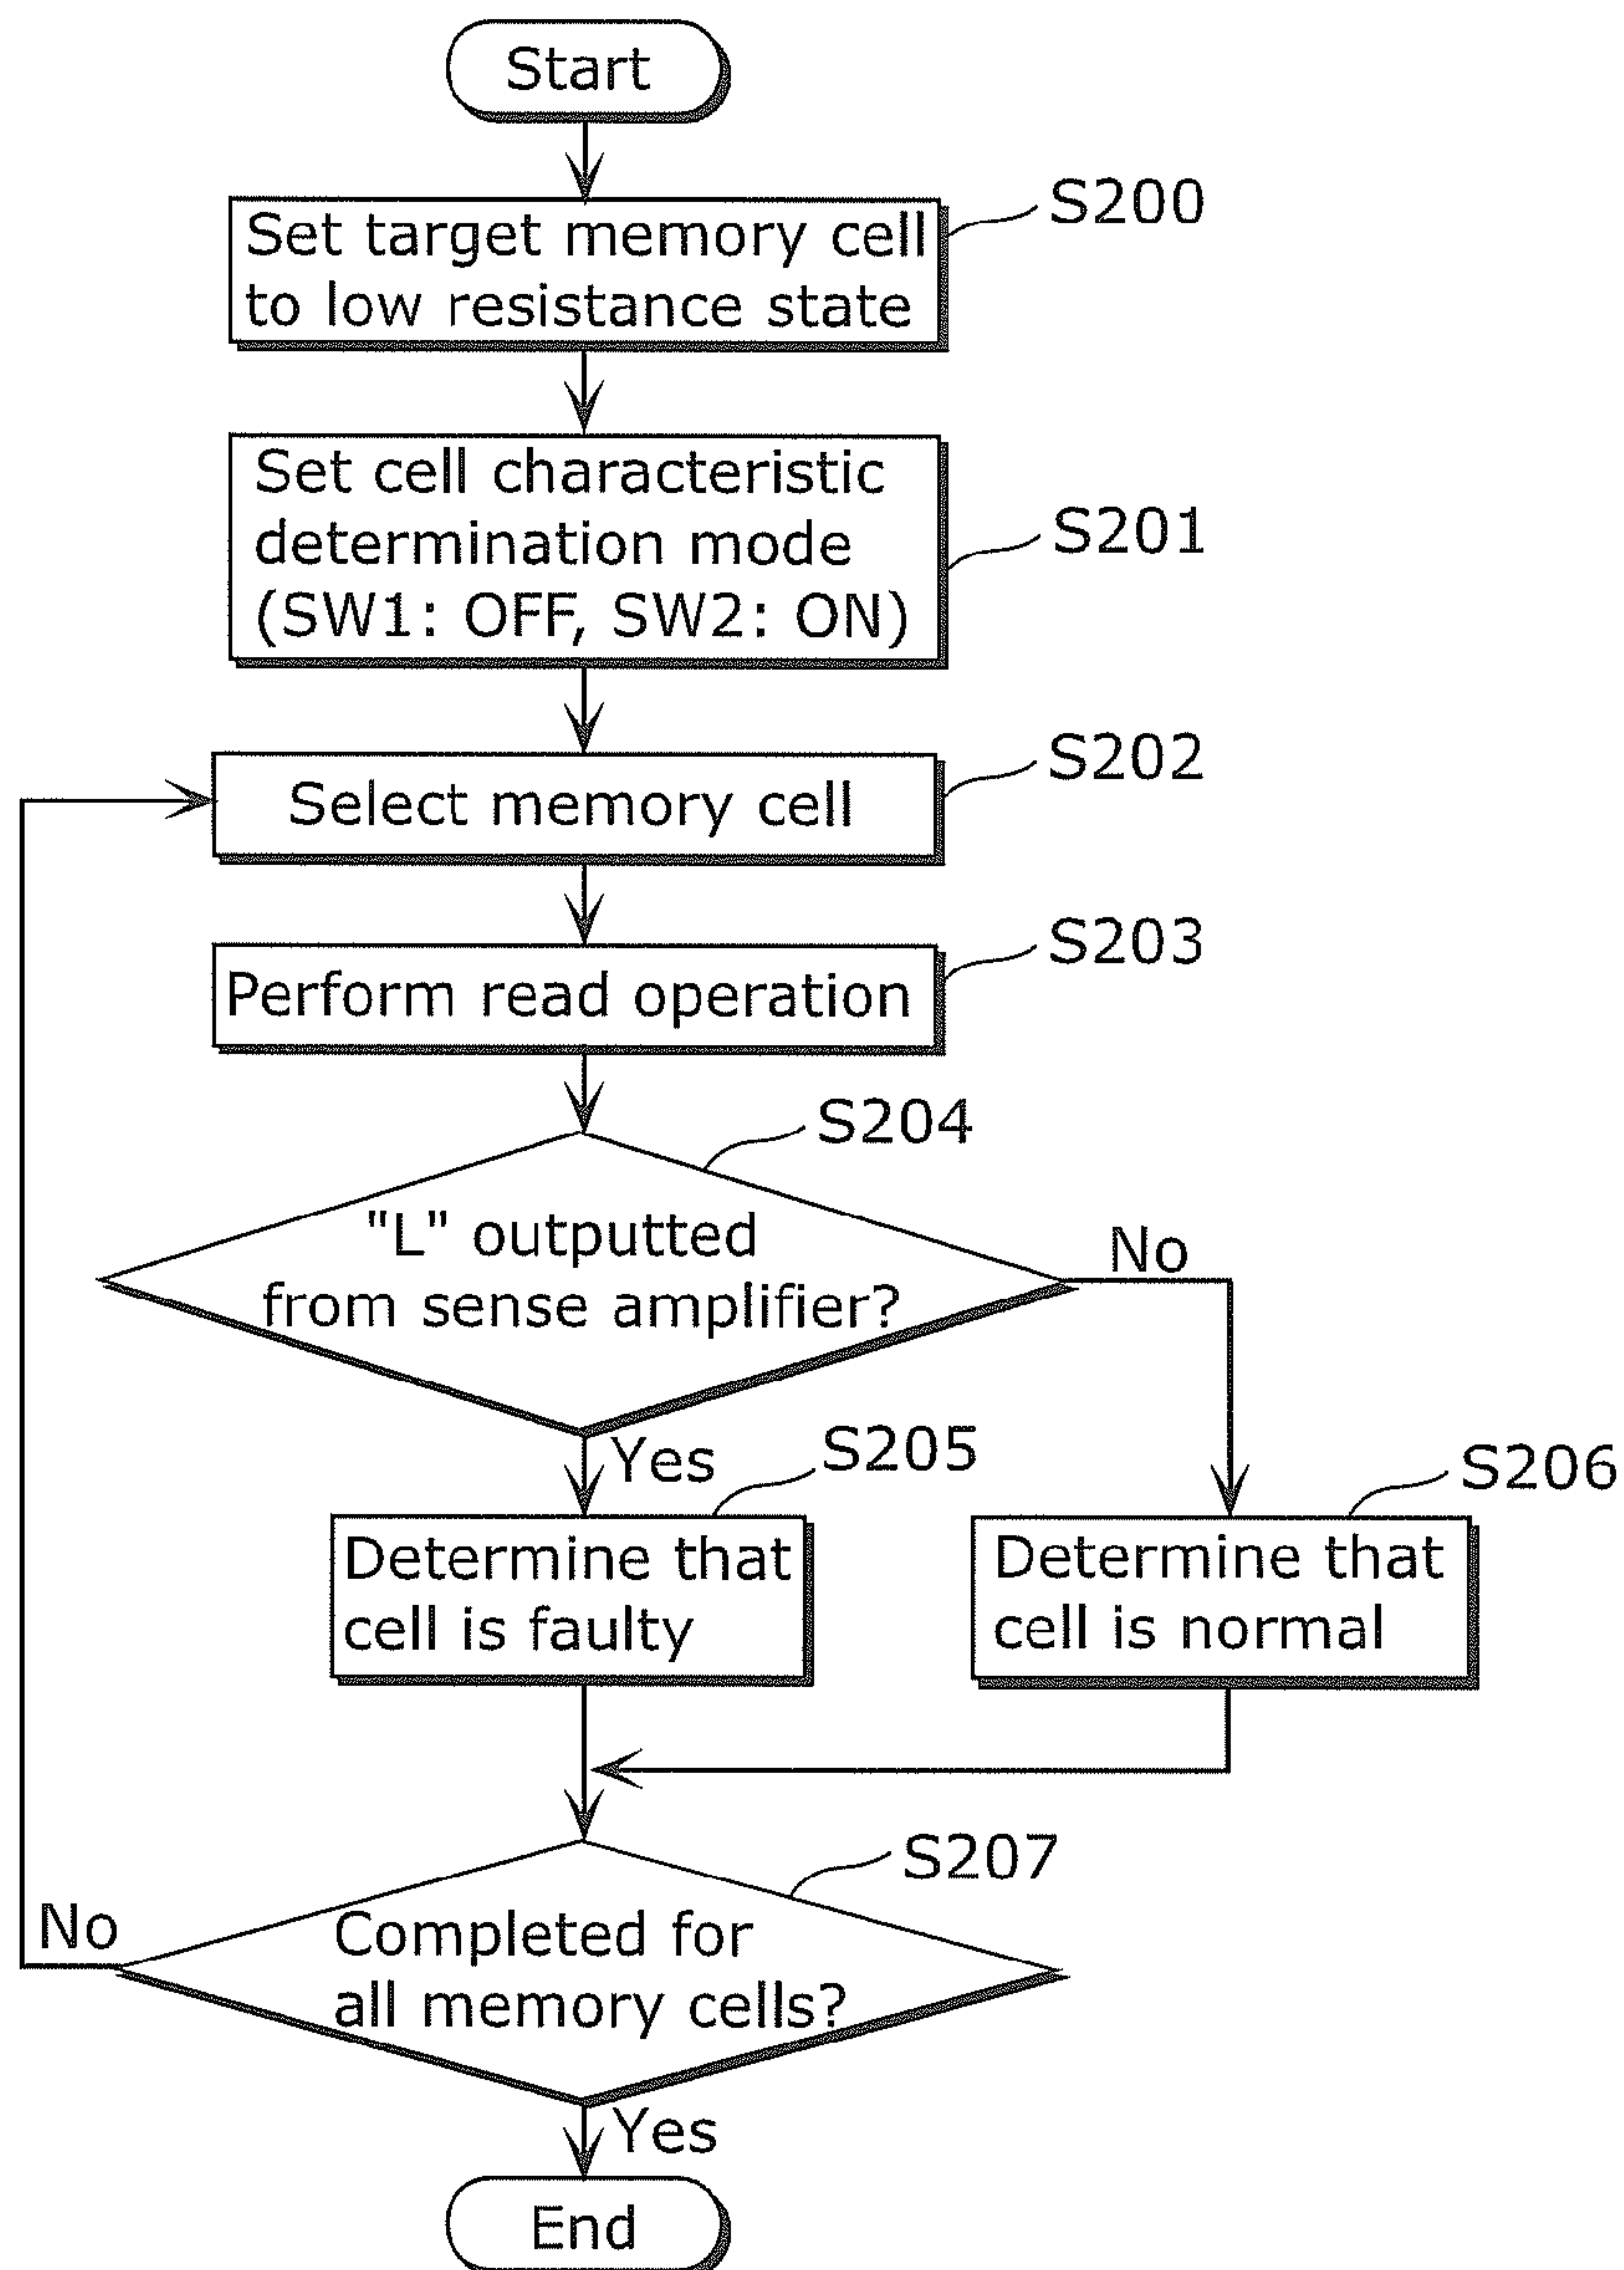 Start
S200
Set target memory cell
to low resistance state
Set cell characteristic
determination mode
(SW1: OFF, SW2: ON)
S201
S202
Select memory cell
S203
Perform read operation
S204
"L" outputted
from sense amplifier?
No
Yes
S205
S206
Determine that
cell is faulty
Determine that
cell is normal
S207
No
Completed for
all memory cells?
Yes
End